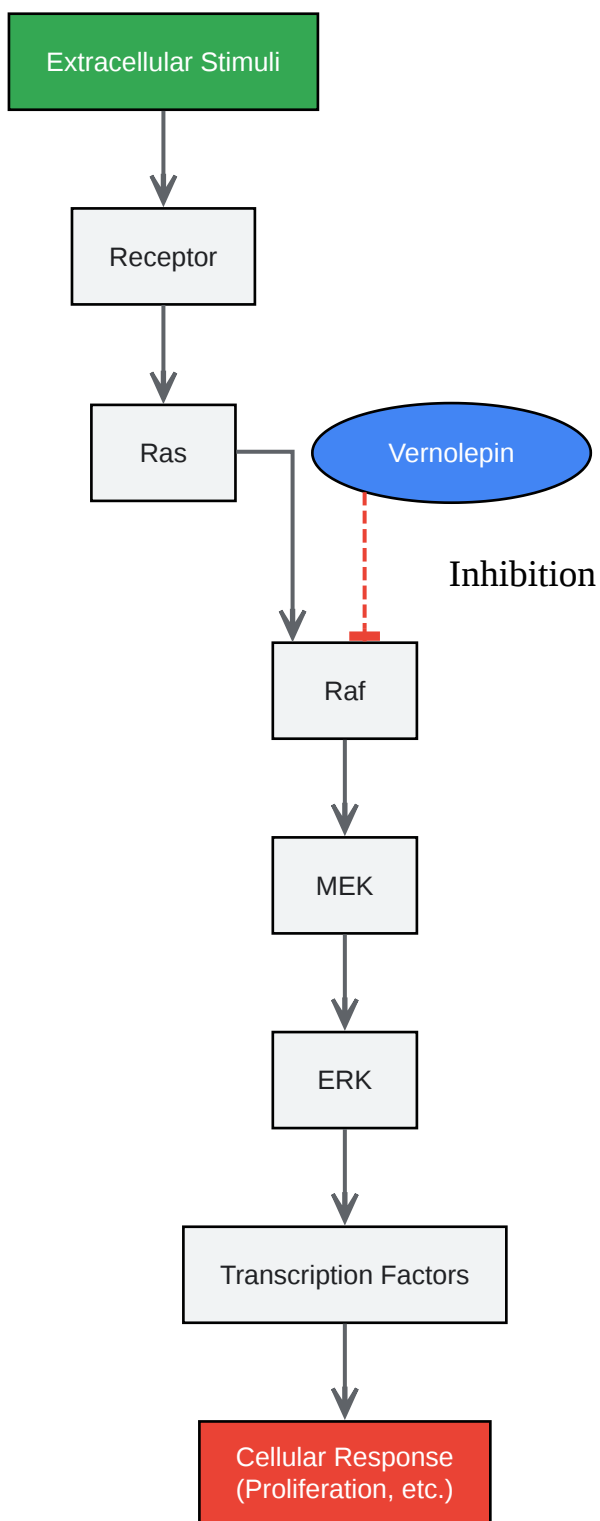 Extracellular Stimuli
Receptor
Ras
Vernolepin
Inhibition
Raf
MEK
ERK
Transcription Factors
Cellular Response
(Proliferation, etc.)